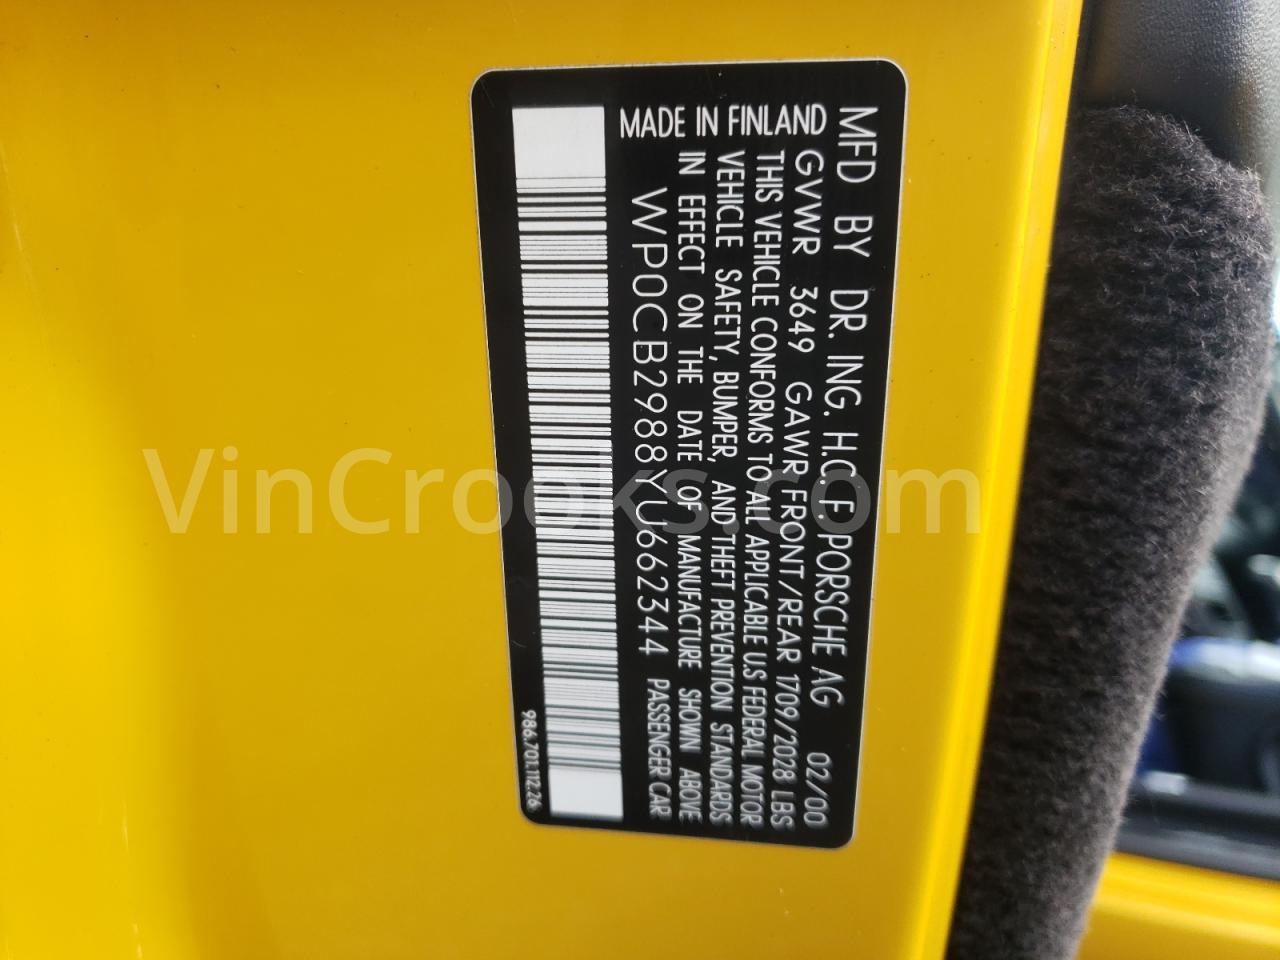 MFD BY DR. ING. H.C. F. PORSCHE AG 02/00
GVWR 3649 GAWR FRONT/REAR 1709/2028 LBS
THIS VEHICLE CONFORMS TO ALL APPLICABLE U.S FEDERAL MOTOR
VEHICLE SAFETY, BUMPER, AND THEFT PREVENTION STANDARDS
IN EFFECT ON THE DATE OF MANUFACTURE SHOWN ABOVE
WP0CB2988YU662344 PASSENGER CAR
MADE IN FINLAND
986.701.112.26
VinCrooks.com